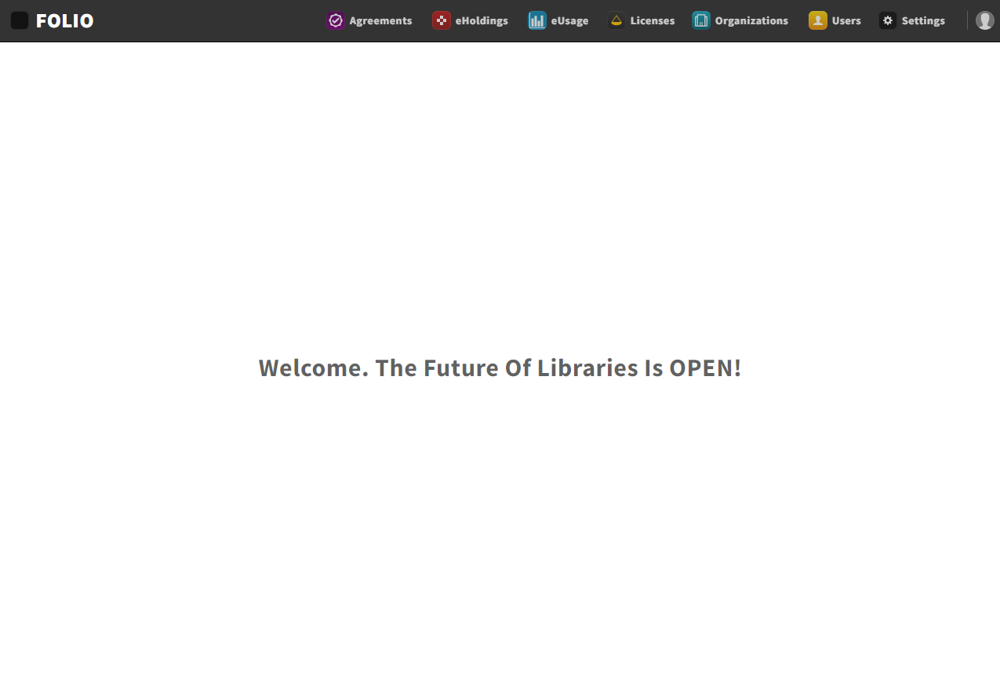 FOLIO Agreements eHoldings eUsage Licenses Organizations Users Settings
Welcome. The Future Of Libraries Is OPEN!